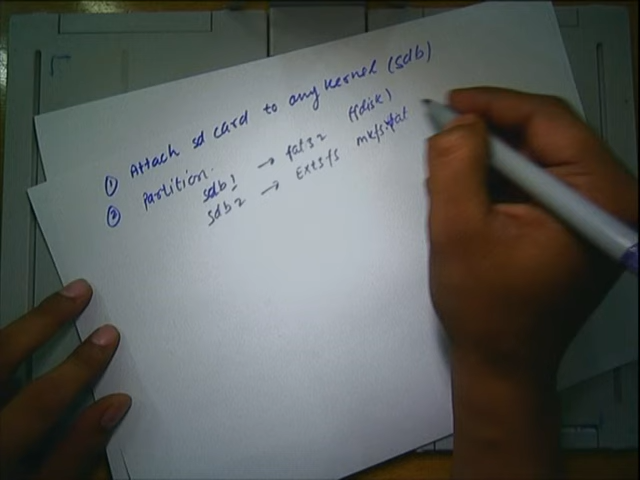 ① Attach sd card to any kernel (sdb)
② Partition.
sdb1 → fat32 (fdisk)
sdb2 → Ext3fs mkfs.fat